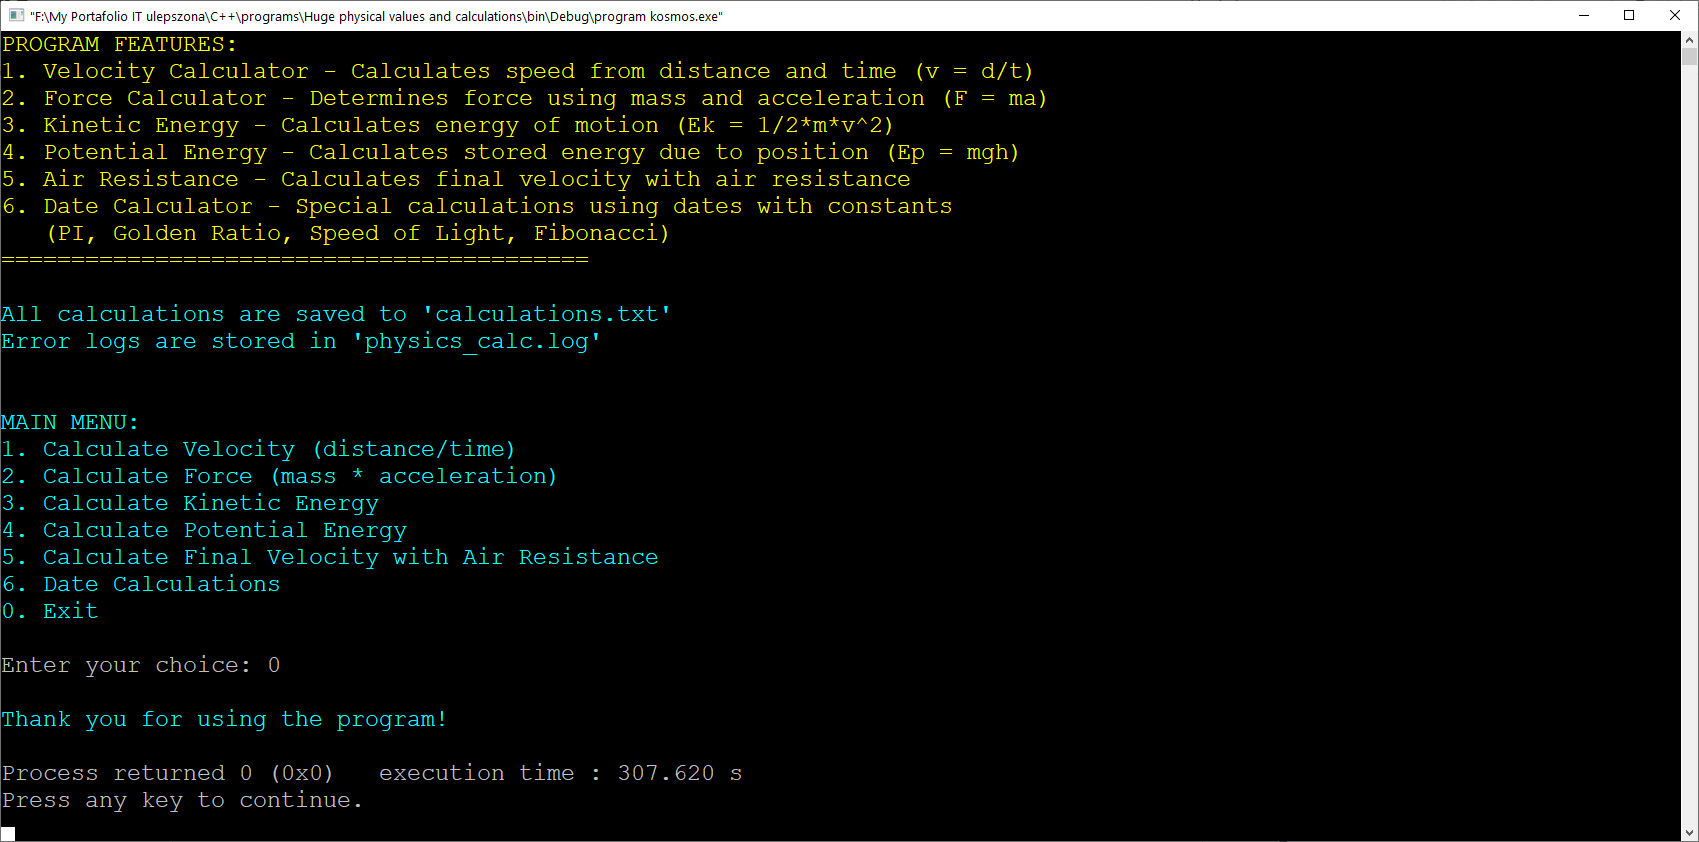 "F:\My Portafolio IT ulepszona\C++\programs\Huge physical values and calculations\bin\Debug\program kosmos.exe"
PROGRAM FEATURES:
1. Velocity Calculator - Calculates speed from distance and time (v = d/t)
2. Force Calculator - Determines force using mass and acceleration (F = ma)
3. Kinetic Energy - Calculates energy of motion (Ek = 1/2*m*v^2)
4. Potential Energy - Calculates stored energy due to position (Ep = mgh)
5. Air Resistance - Calculates final velocity with air resistance
6. Date Calculator - Special calculations using dates with constants
(PI, Golden Ratio, Speed of Light, Fibonacci)
==========================================
All calculations are saved to 'calculations.txt'
Error logs are stored in 'physics_calc.log'
MAIN MENU:
1. Calculate Velocity (distance/time)
2. Calculate Force (mass * acceleration)
3. Calculate Kinetic Energy
4. Calculate Potential Energy
5. Calculate Final Velocity with Air Resistance
6. Date Calculations
0. Exit
Enter your choice: 0
Thank you for using the program!
Process returned 0 (0x0)   execution time : 307.620 s
Press any key to continue.